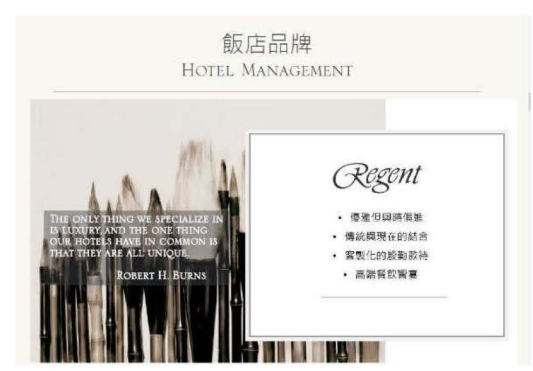 飯店品牌
HOTEL MANAGEMENT
THE ONLY THING WE SPECIALIZE IN
IS LUXURY, AND THE ONE THING
OUR HOTELS HAVE IN COMMON IS
THAT THEY ARE ALL UNIQUE.
ROBERT H. BURNS
Regent
• 優雅但與時俱進
• 傳統與現在的結合
• 客製化的殷勤款待
• 高端餐飲饗宴